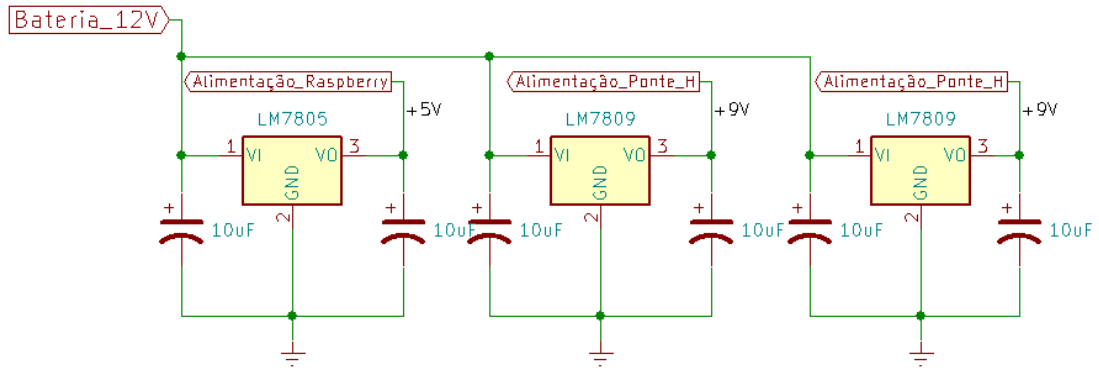 Bateria_12V
Alimentação_Raspberry
Alimentação_Ponte_H
Alimentação_Ponte_H
+5V
+9V
+9V
LM7805
LM7809
LM7809
1 VI VO 3
1 VI VO 3
1 VI VO 3
GND
GND
GND
2
2
2
+ 10uF
+ 10uF
+ 10uF
+ 10uF
+ 10uF
+ 10uF